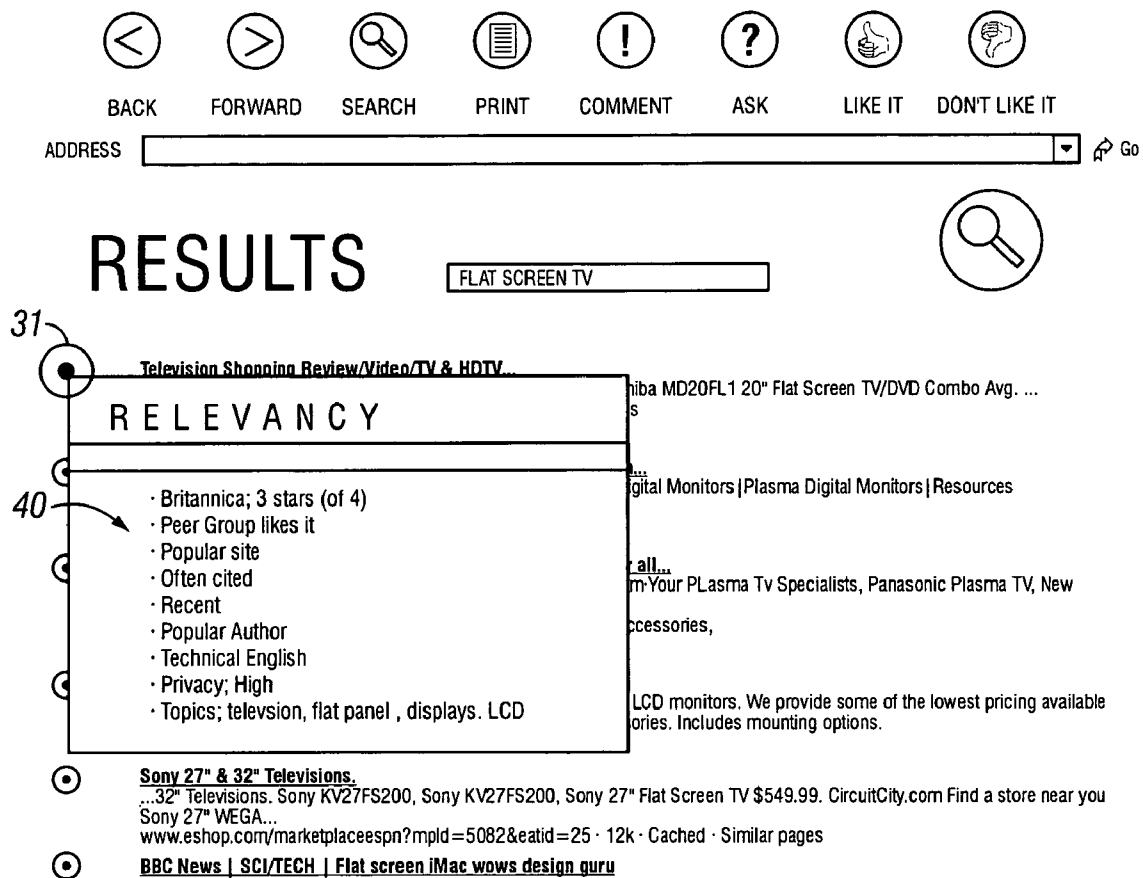 < > ! ?
BACK FORWARD SEARCH PRINT COMMENT ASK LIKE IT DON'T LIKE IT
ADDRESS Go
RESULTS FLAT SCREEN TV
31
Television Shopping Review/Video/TV & HDTV...
MD20FL1 20" Flat Screen TV/DVD Combo Avg. ...
s
RELEVANCY
...
Digital Monitors|Plasma Digital Monitors|Resources
40
· Britannica; 3 stars (of 4)
· Peer Group likes it
· Popular site
· Often cited
· Recent
· Popular Author
· Technical English
· Privacy; High
· Topics; televsion, flat panel , displays. LCD
all...
Your PLasma Tv Specialists, Panasonic Plasma TV, New
LCD monitors. We provide some of the lowest pricing available
Includes mounting options.
Sony 27" & 32" Televisions.
...32" Televisions. Sony KV27FS200, Sony KV27FS200, Sony 27" Flat Screen TV $549.99. CircuitCity.com Find a store near you
Sony 27" WEGA...
www.eshop.com/marketplaceespn?mpld=5082&eatid=25 · 12k · Cached · Similar pages
BBC News | SCI/TECH | Flat screen iMac wows design guru